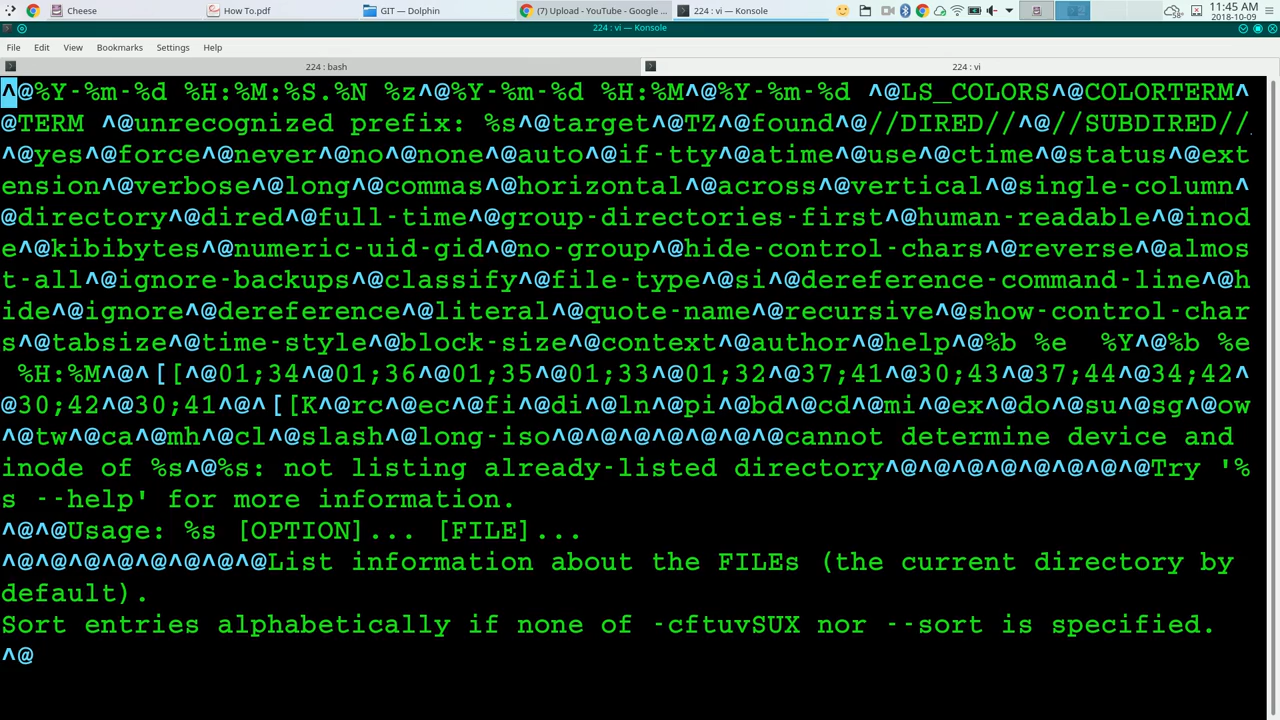 Cheese
How To.pdf
GIT — Dolphin
(7) Upload - YouTube - Google ...
224 : vi — Konsole
58°
11:45 AM
2018-10-09
224 : vi — Konsole
File Edit View Bookmarks Settings Help
224 : bash
224 : vi
^@%Y-%m-%d %H:%M:%S.%N %z^@%Y-%m-%d %H:%M^@%Y-%m-%d ^@LS_COLORS^@COLORTERM^
@TERM ^@unrecognized prefix: %s^@target^@TZ^@found^@//DIRED//^@//SUBDIRED//
^@yes^@force^@never^@no^@none^@auto^@if-tty^@atime^@use^@ctime^@status^@ext
ension^@verbose^@long^@commas^@horizontal^@across^@vertical^@single-column^
@directory^@dired^@full-time^@group-directories-first^@human-readable^@inod
e^@kibibytes^@numeric-uid-gid^@no-group^@hide-control-chars^@reverse^@almos
t-all^@ignore-backups^@classify^@file-type^@si^@dereference-command-line^@h
ide^@ignore^@dereference^@literal^@quote-name^@recursive^@show-control-char
s^@tabsize^@time-style^@block-size^@context^@author^@help^@%b %e  %Y^@%b %e
 %H:%M^@^[[^@01;34^@01;36^@01;35^@01;33^@01;32^@37;41^@30;43^@37;44^@34;42^
@30;42^@30;41^@^[[K^@rc^@ec^@fi^@di^@ln^@pi^@bd^@cd^@mi^@ex^@do^@su^@sg^@ow
^@tw^@ca^@mh^@cl^@slash^@long-iso^@^@^@^@^@^@^@cannot determine device and
inode of %s^@%s: not listing already-listed directory^@^@^@^@^@^@^@^@Try '%
s --help' for more information.
^@^@Usage: %s [OPTION]... [FILE]...
^@^@^@^@^@^@^@^@List information about the FILEs (the current directory by
default).
Sort entries alphabetically if none of -cftuvSUX nor --sort is specified.
^@